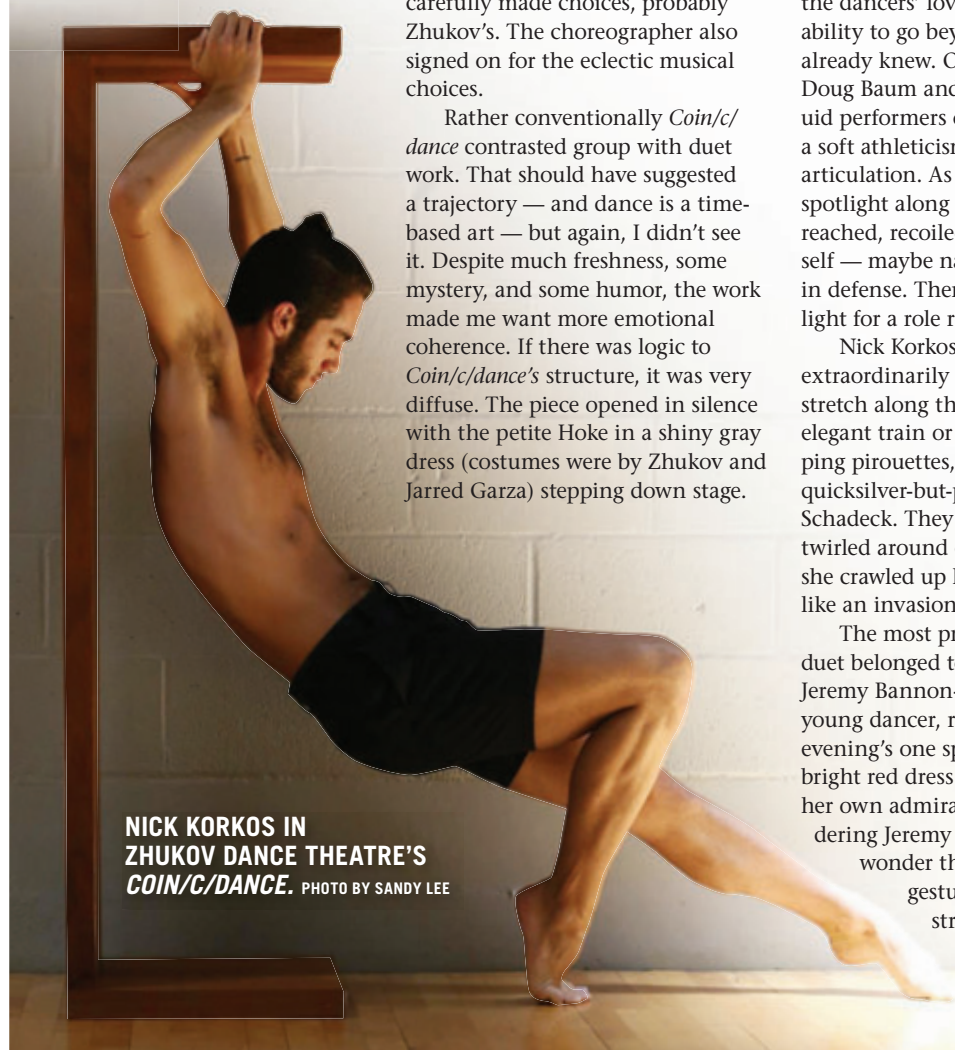 carefully made choices, probably
Zhukov's. The choreographer also
signed on for the eclectic musical
choices.
Rather conventionally Coin/c/
dance contrasted group with duet
work. That should have suggested
a trajectory — and dance is a time-
based art — but again, I didn't see
it. Despite much freshness, some
mystery, and some humor, the work
made me want more emotional
coherence. If there was logic to
Coin/c/dance's structure, it was very
diffuse. The piece opened in silence
with the petite Hoke in a shiny gray
dress (costumes were by Zhukov and
Jarred Garza) stepping down stage.
the dancers' lov
ability to go bey
already knew. C
Doug Baum and
uid performers
a soft athleticism
articulation. As
spotlight along
reached, recoile
self — maybe na
in defense. Ther
light for a role r
Nick Korkos
extraordinarily
stretch along th
elegant train or
ping pirouettes,
quicksilver-but-p
Schadeck. They
twirled around
she crawled up
like an invasion
The most pr
duet belonged t
Jeremy Bannon-
young dancer, r
evening's one sp
bright red dress
her own admira
dering Jeremy
wonder th
gestu
str
NICK KORKOS IN
ZHUKOV DANCE THEATRE'S
COIN/C/DANCE. PHOTO BY SANDY LEE